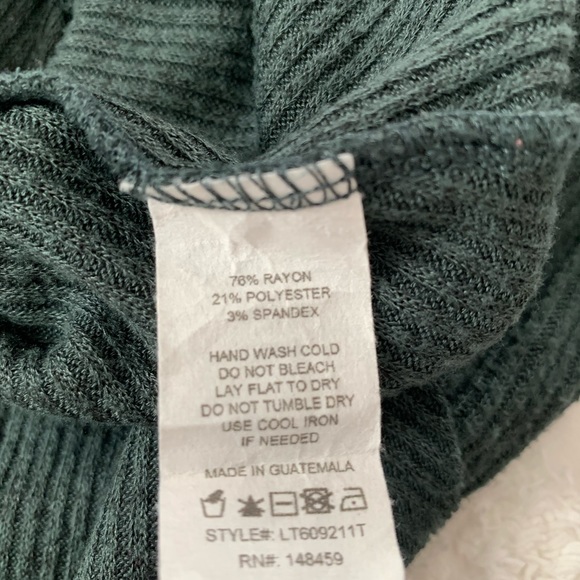 76% RAYON
21% POLYESTER
3% SPANDEX
HAND WASH COLD
DO NOT BLEACH
LAY FLAT TO DRY
DO NOT TUMBLE DRY
USE COOL IRON
IF NEEDED
MADE IN GUATEMALA
STYLE#: LT609211T
RN#: 148459